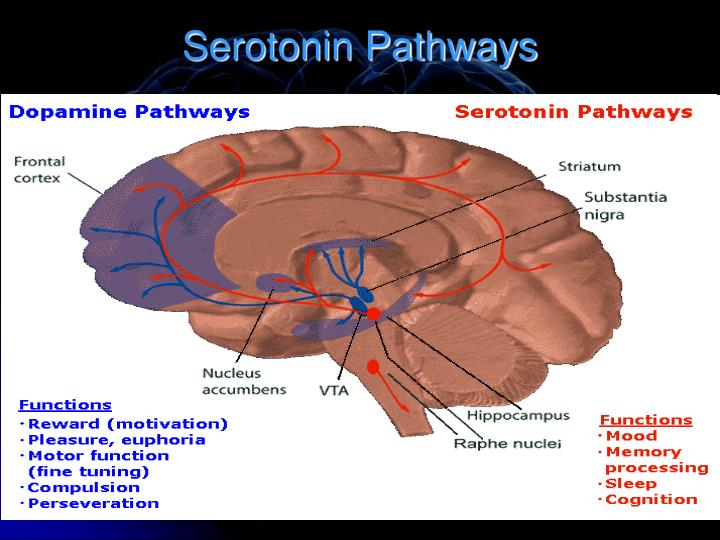 Serotonin Pathways
Dopamine Pathways
Serotonin Pathways
Frontal
cortex
Striatum
Substantia
nigra
Nucleus
accumbens
VTA
Hippocampus
Raphe nuclei
Functions
· Reward (motivation)
· Pleasure, euphoria
· Motor function
(fine tuning)
· Compulsion
· Perseveration
Functions
· Mood
· Memory
processing
· Sleep
· Cognition